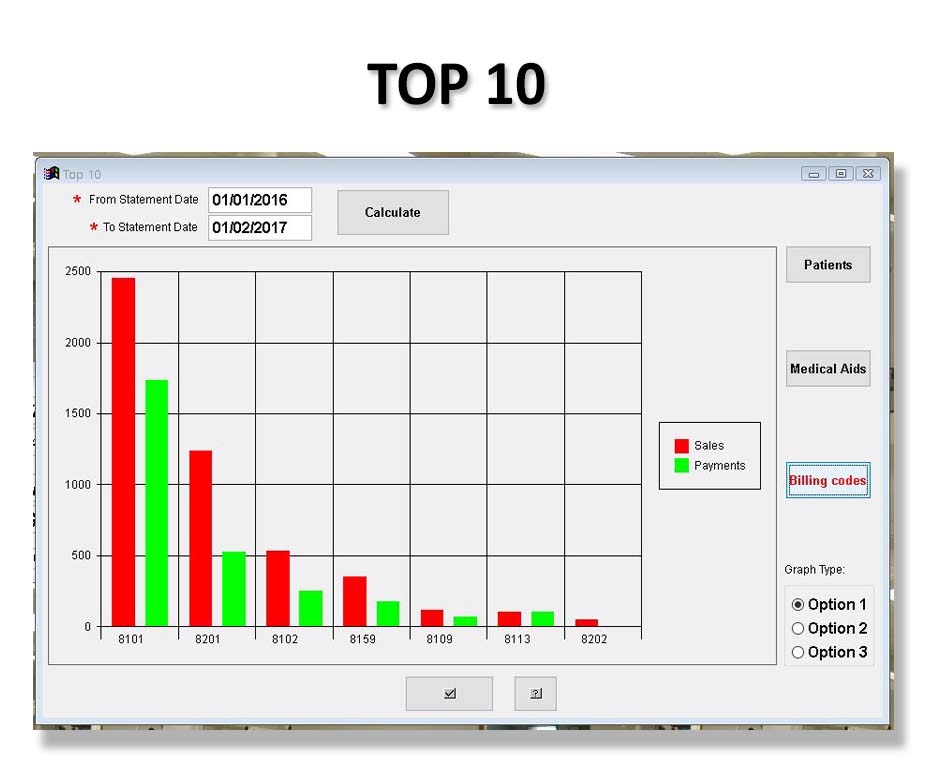 TOP 10
Top 10
* From Statement Date 01/01/2016
* To Statement Date 01/02/2017
Calculate
2500
2000
1500
1000
500
0
8101 8201 8102 8159 8109 8113 8202
Sales
Payments
Patients
Medical Aids
Billing codes
Graph Type:
Option 1
Option 2
Option 3
?